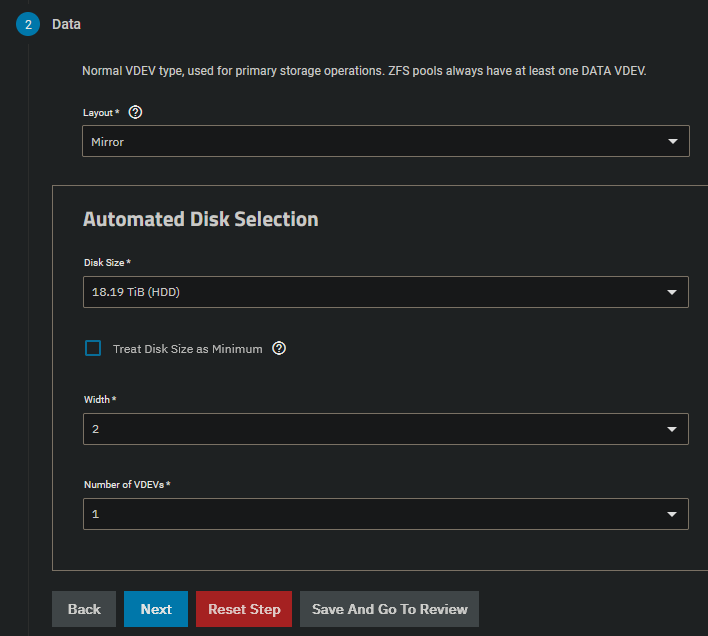 2 Data
Normal VDEV type, used for primary storage operations. ZFS pools always have at least one DATA VDEV.
Layout * ?
Mirror
Automated Disk Selection
Disk Size *
18.19 TiB (HDD)
Treat Disk Size as Minimum ?
Width *
2
Number of VDEVs *
1
Back Next Reset Step Save And Go To Review